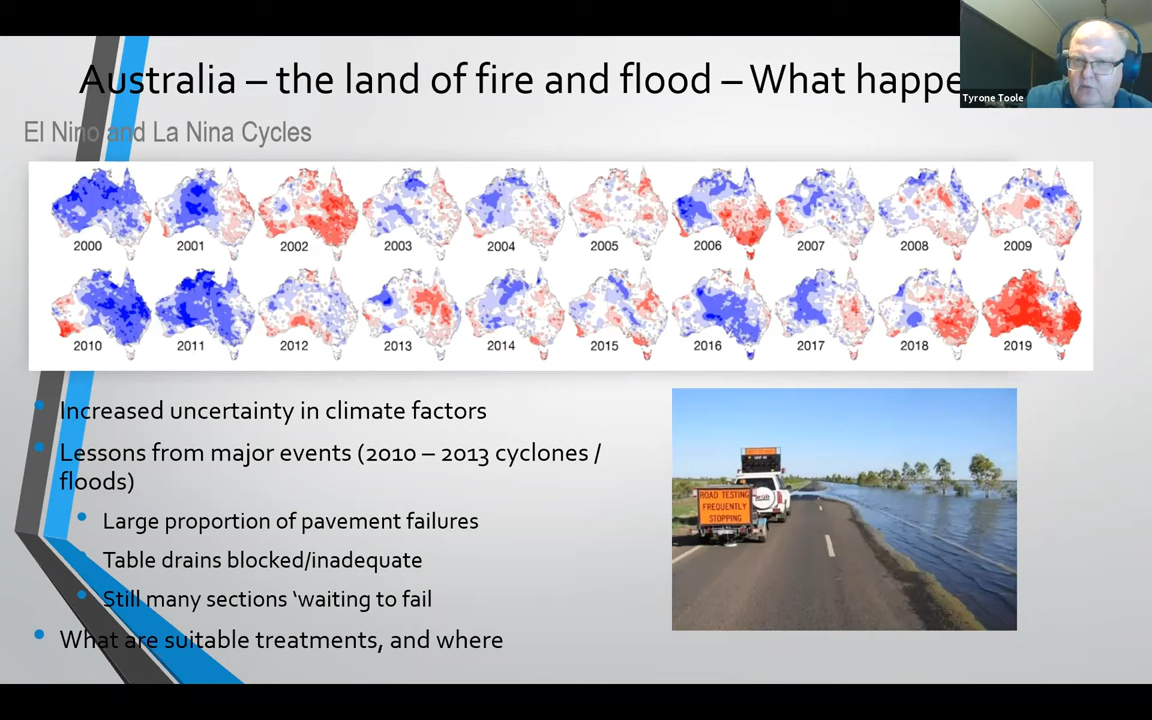 Australia – the land of fire and flood – What happe
Tyrone Toole
El Nino and La Nina Cycles
2000 2001 2002 2003 2004 2005 2006 2007 2008 2009
2010 2011 2012 2013 2014 2015 2016 2017 2018 2019
Increased uncertainty in climate factors
Lessons from major events (2010 – 2013 cyclones /
floods)
Large proportion of pavement failures
Table drains blocked/inadequate
Still many sections ‘waiting to fail
What are suitable treatments, and where
ROAD TESTING
FREQUENTLY
STOPPING